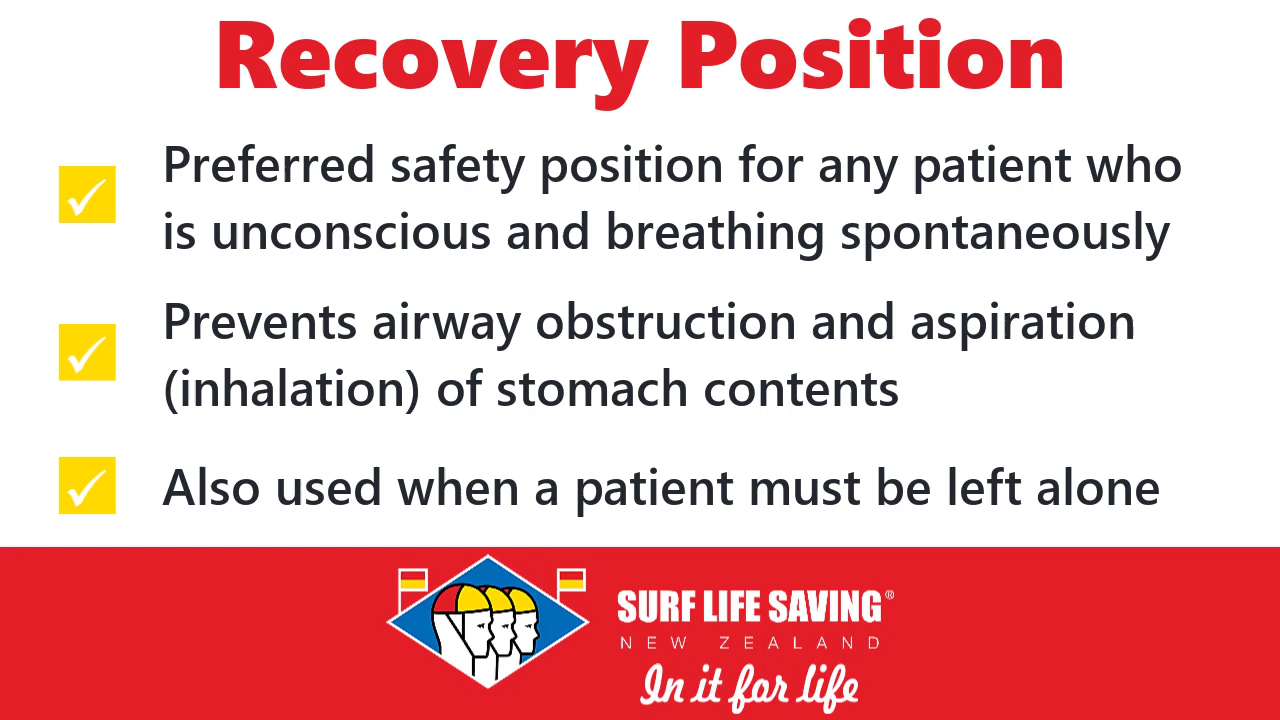 Recovery Position
Preferred safety position for any patient who
is unconscious and breathing spontaneously
Prevents airway obstruction and aspiration
(inhalation) of stomach contents
Also used when a patient must be left alone
SURF LIFE SAVING®
NEW ZEALAND
In it for life